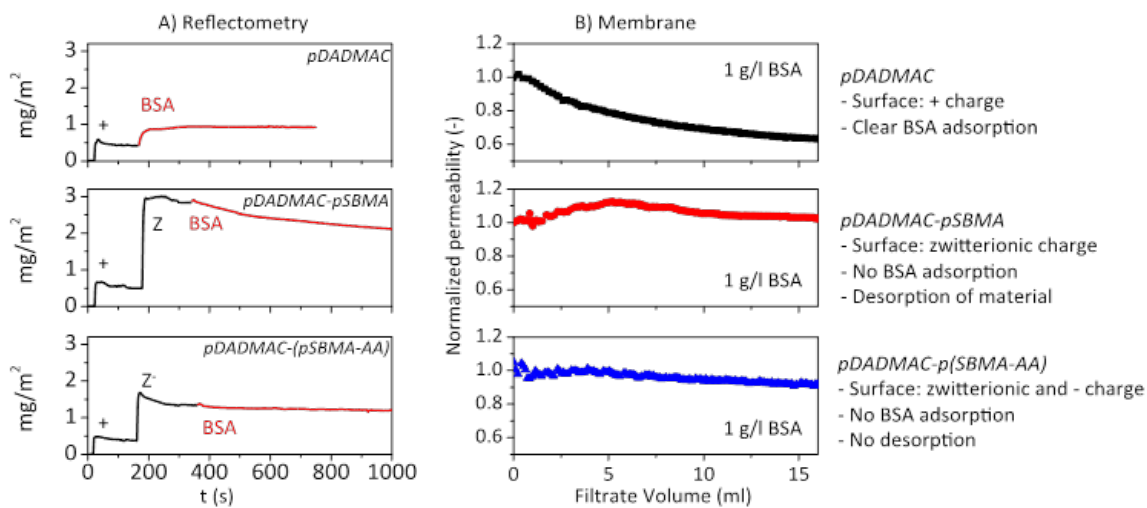 A) Reflectometry
B) Membrane
mg/m²
3
2
1
0
pDADMAC
+
BSA
mg/m²
3
2
1
0
pDADMAC-pSBMA
+
Z
BSA
mg/m²
3
2
1
0
pDADMAC-(pSBMA-AA)
+
Z⁻
BSA
0 200 400 600 800 1000
t (s)
Normalized permeability (-)
1.2
1.0
0.8
0.6
1 g/l BSA
1.2
1.0
0.8
0.6
1 g/l BSA
1.2
1.0
0.8
0.6
1 g/l BSA
0 5 10 15
Filtrate Volume (ml)
pDADMAC
- Surface: + charge
- Clear BSA adsorption
pDADMAC-pSBMA
- Surface: zwitterionic charge
- No BSA adsorption
- Desorption of material
pDADMAC-p(SBMA-AA)
- Surface: zwitterionic and - charge
- No BSA adsorption
- No desorption